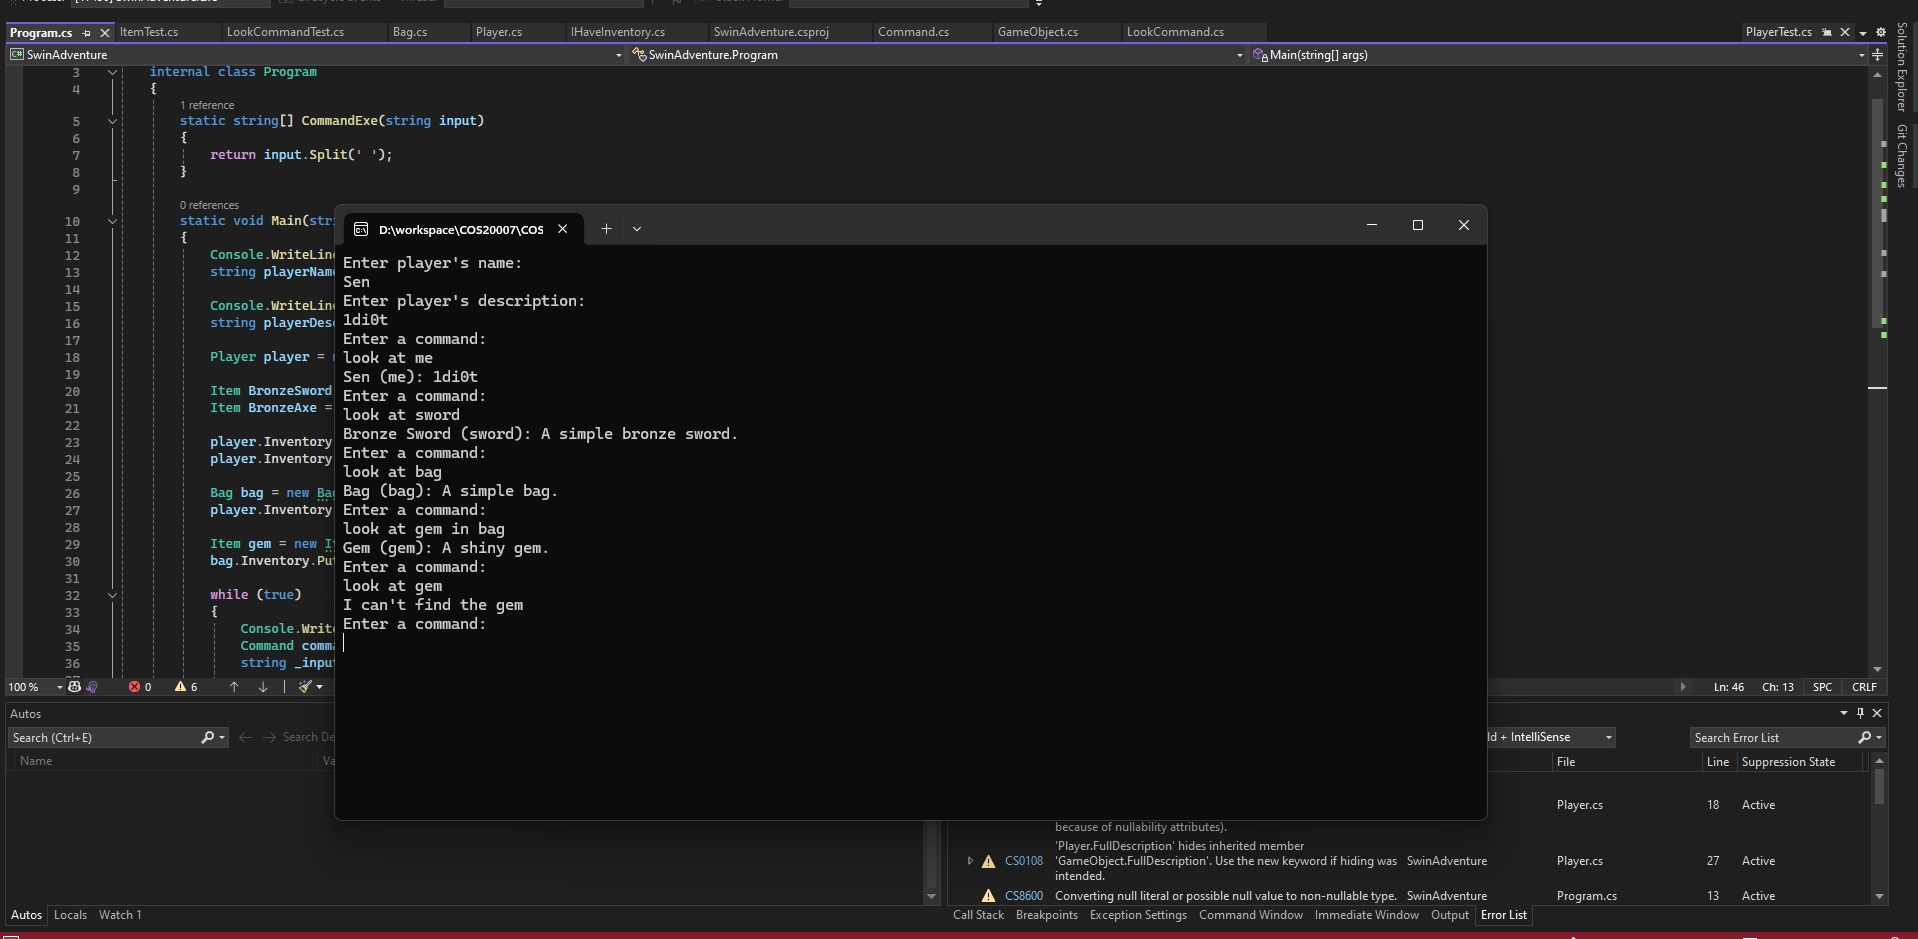 Program.cs
ItemTest.cs
LookCommandTest.cs
Bag.cs
Player.cs
IHaveInventory.cs
SwinAdventure.csproj
Command.cs
GameObject.cs
LookCommand.cs
PlayerTest.cs
C# SwinAdventure
SwinAdventure.Program
Main(string[] args)
3 internal class Program
4 {
1 reference
5 static string[] CommandExe(string input)
6 {
7 return input.Split(' ');
8 }
9
0 references
10 static void Main(
11 {
12 Console.
13 string
14
15 Console.
16 string
17
18 Player player =
19
20 Item BronzeSword
21 Item BronzeAxe =
22
23 player.Inventory
24 player.Inventory
25
26 Bag bag = new
27 player.Inventory
28
29 Item gem = new
30 bag.Inventory.
31
32 while (true)
33 {
34 Console.
35 Command
36 string
D:\workspace\COS20007\COS
Enter player's name:
Sen
Enter player's description:
1di0t
Enter a command:
look at me
Sen (me): 1di0t
Enter a command:
look at sword
Bronze Sword (sword): A simple bronze sword.
Enter a command:
look at bag
Bag (bag): A simple bag.
Enter a command:
look at gem in bag
Gem (gem): A shiny gem.
Enter a command:
look at gem
I can't find the gem
Enter a command:
Solution Explorer
Git Changes
100 %
0
6
Ln: 46
Ch: 13
SPC
CRLF
Autos
Search (Ctrl+E)
Search
Name
IntelliSense
Search Error List
File
Line
Suppression State
Player.cs
18
Active
because of nullability attributes).
'Player.FullDescription' hides inherited member
CS0108 'GameObject.FullDescription'. Use the new keyword if hiding was SwinAdventure Player.cs 27 Active
intended.
CS8600 Converting null literal or possible null value to non-nullable type. SwinAdventure Program.cs 13 Active
Autos Locals Watch 1
Call Stack Breakpoints Exception Settings Command Window Immediate Window Output Error List